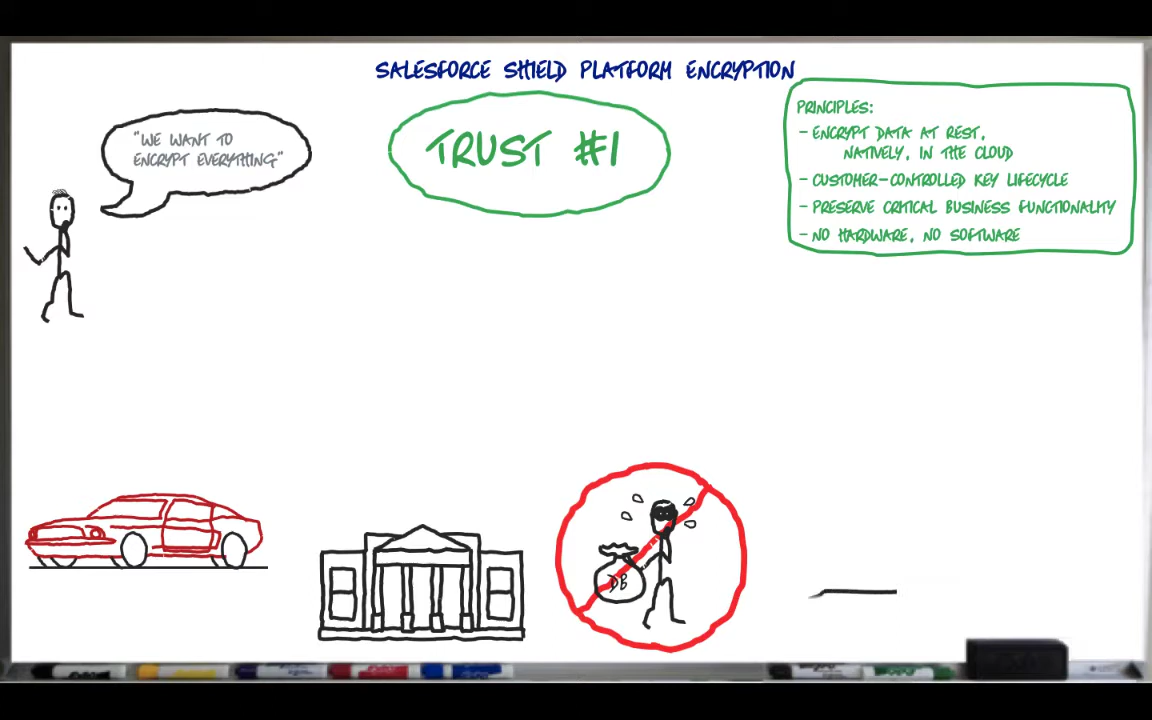 SALESFORCE SHIELD PLATFORM ENCRYPTION
"WE WANT TO
ENCRYPT EVERYTHING"
TRUST #1
PRINCIPLES:
- ENCRYPT DATA AT REST,
NATIVELY, IN THE CLOUD
- CUSTOMER-CONTROLLED KEY LIFECYCLE
- PRESERVE CRITICAL BUSINESS FUNCTIONALITY
- NO HARDWARE, NO SOFTWARE
DB